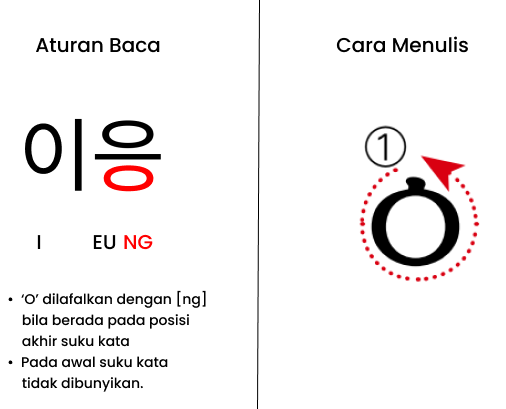 Aturan Baca
이응
I EU NG
• ‘O’ dilafalkan dengan [ng]
bila berada pada posisi
akhir suku kata
• Pada awal suku kata
tidak dibunyikan.
Cara Menulis
①
ㅇ